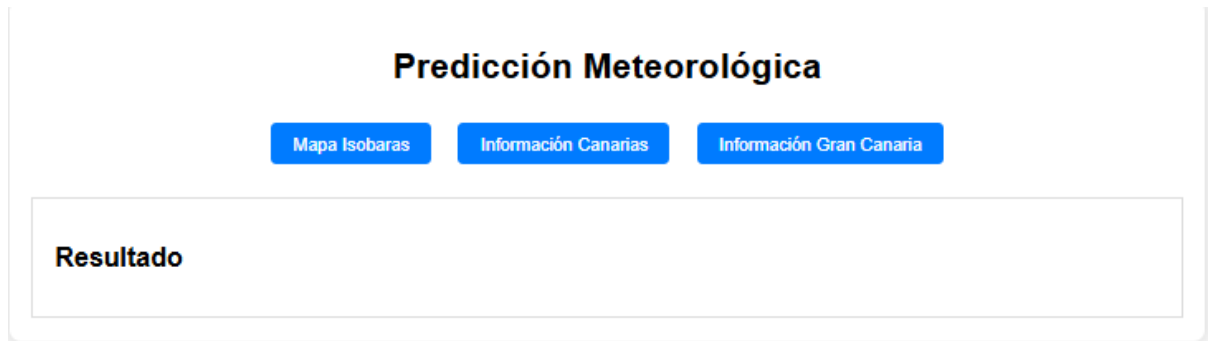 Predicción Meteorológica
Mapa Isobaras Información Canarias Información Gran Canaria
Resultado